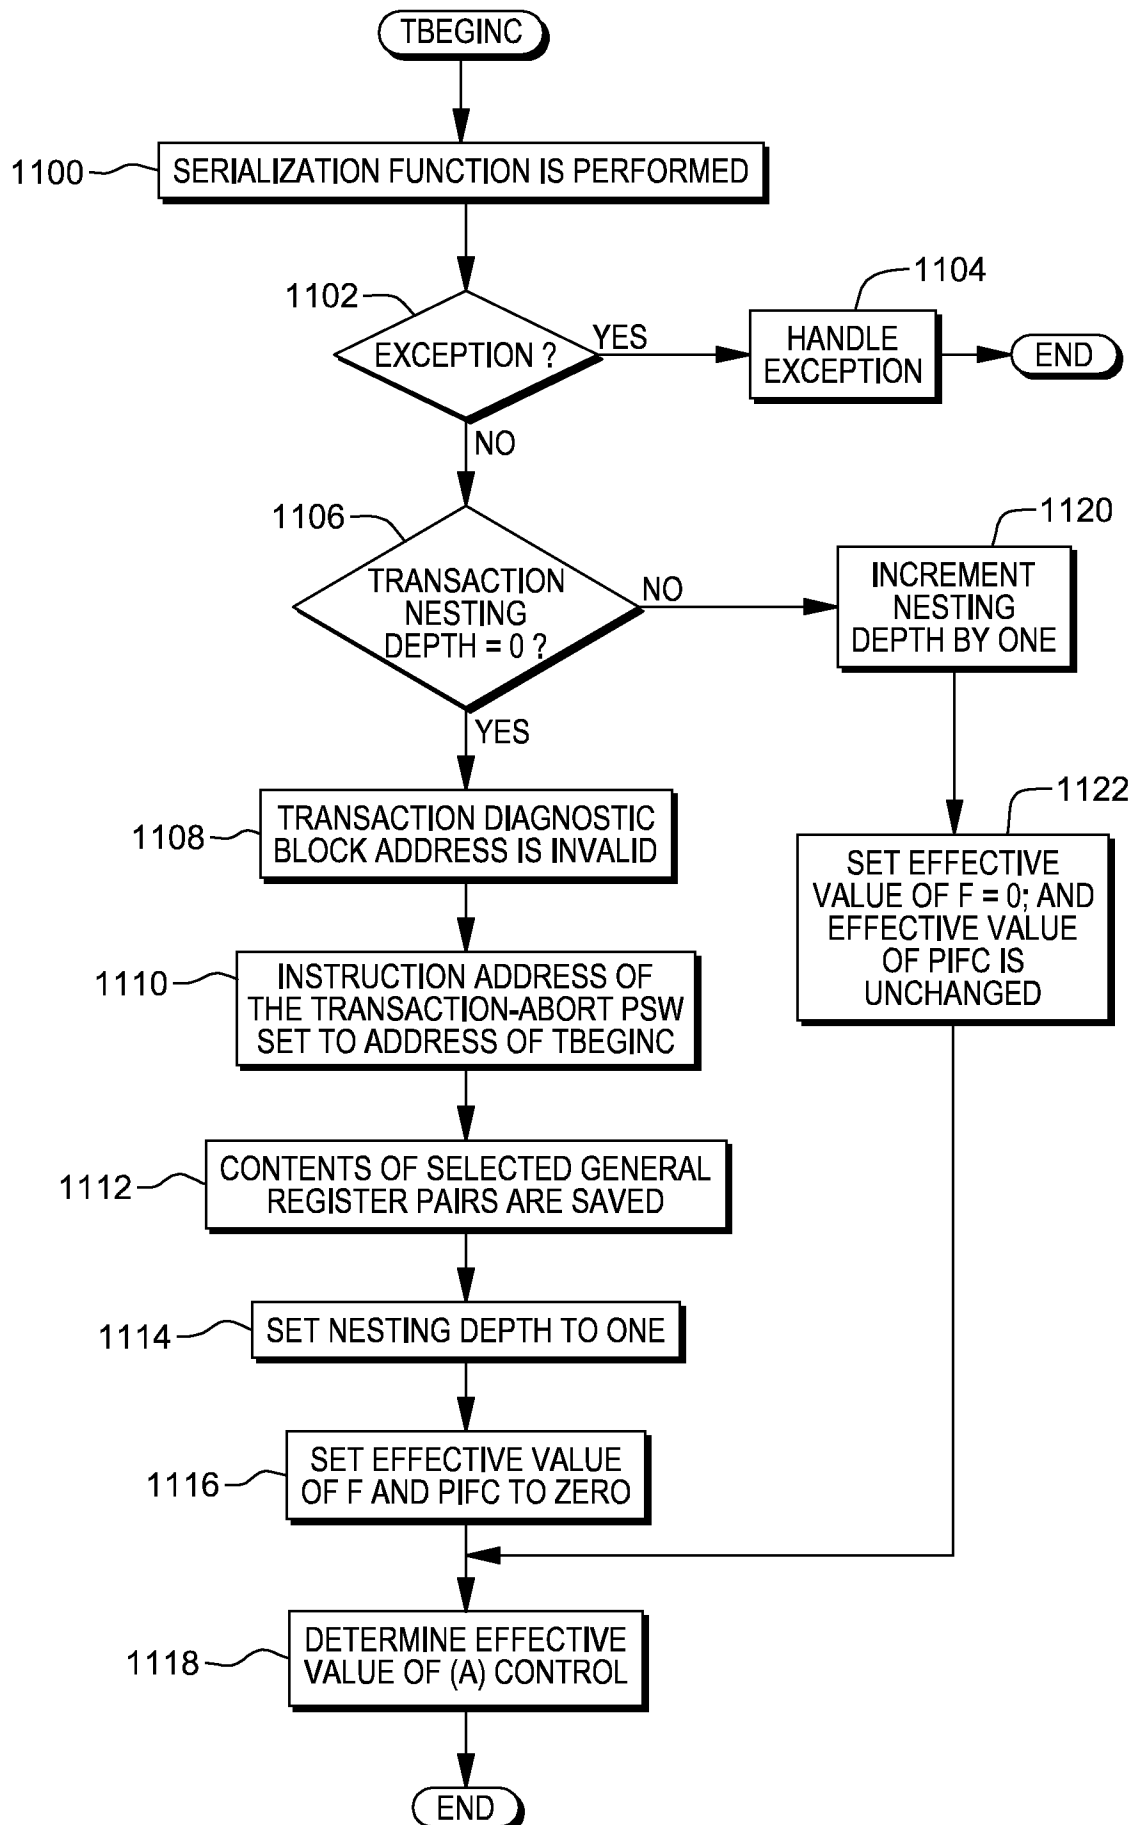 TBEGINC
1100
SERIALIZATION FUNCTION IS PERFORMED
1102
EXCEPTION ?
YES
1104
HANDLE
EXCEPTION
END
NO
1106
TRANSACTION
NESTING
DEPTH = 0 ?
NO
1120
INCREMENT
NESTING
DEPTH BY ONE
YES
1108
TRANSACTION DIAGNOSTIC
BLOCK ADDRESS IS INVALID
1122
SET EFFECTIVE
VALUE OF F = 0; AND
EFFECTIVE VALUE
OF PIFC IS
UNCHANGED
1110
INSTRUCTION ADDRESS OF
THE TRANSACTION-ABORT PSW
SET TO ADDRESS OF TBEGINC
1112
CONTENTS OF SELECTED GENERAL
REGISTER PAIRS ARE SAVED
1114
SET NESTING DEPTH TO ONE
1116
SET EFFECTIVE VALUE
OF F AND PIFC TO ZERO
1118
DETERMINE EFFECTIVE
VALUE OF (A) CONTROL
END